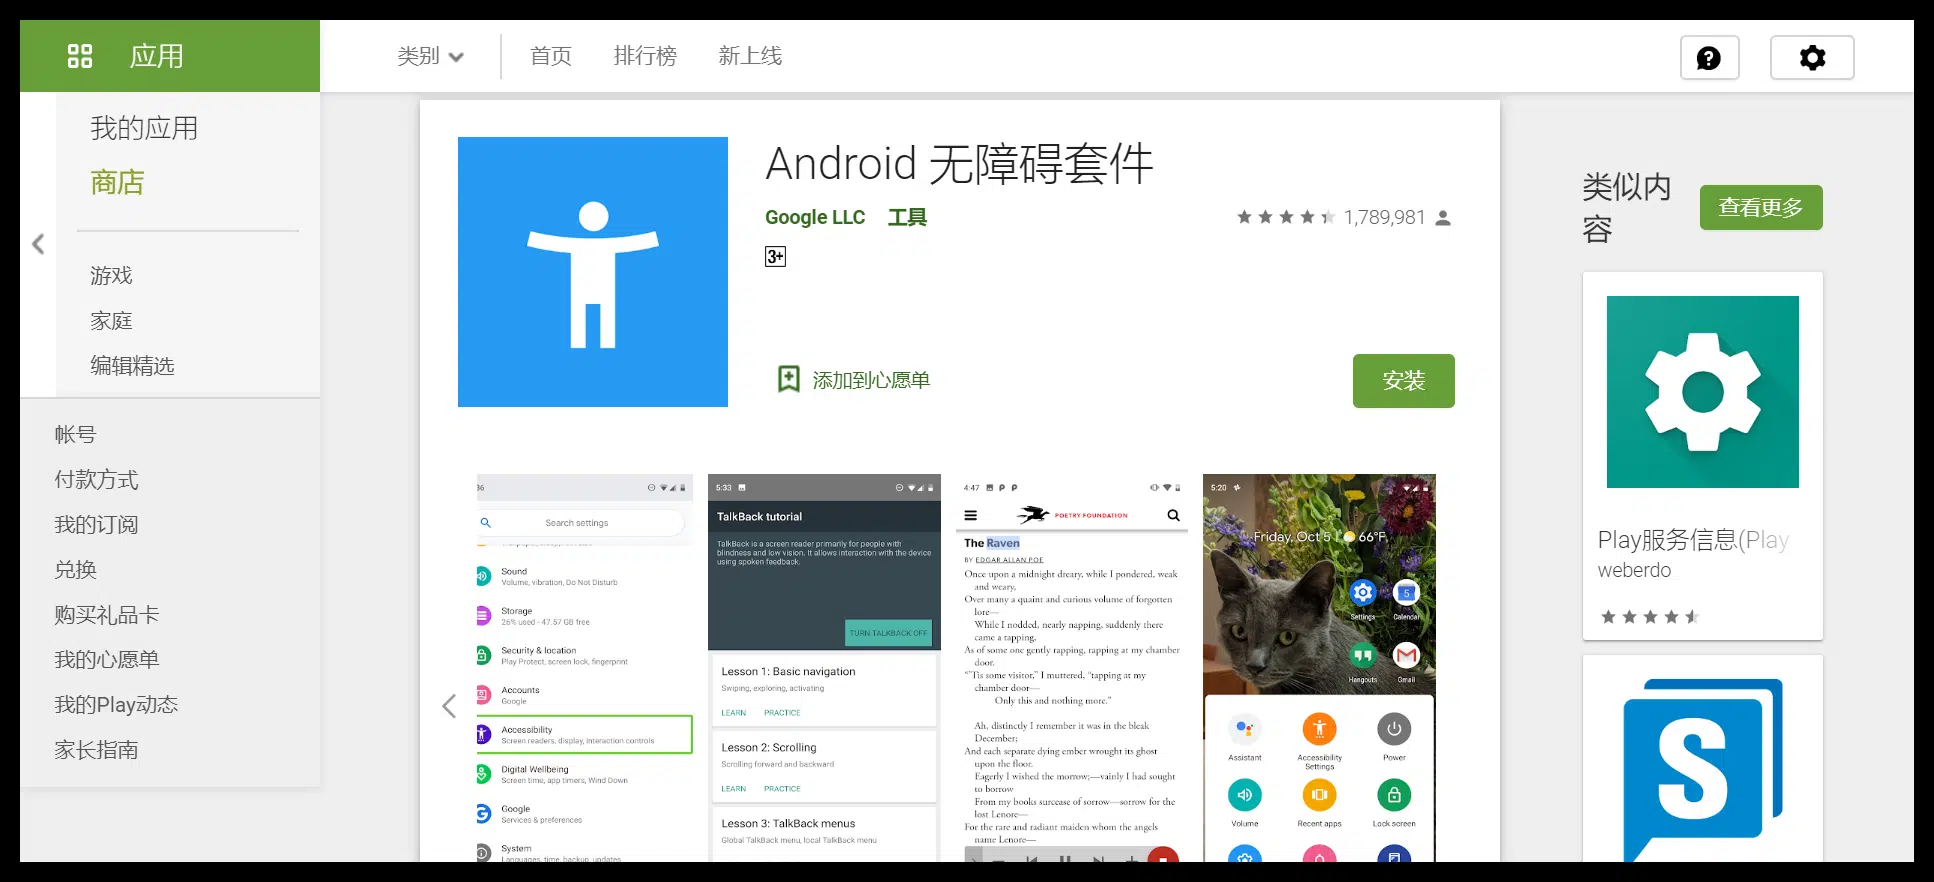 应用
类别
首页
排行榜
新上线
我的应用
商店
游戏
家庭
编辑精选
帐号
付款方式
我的订阅
兑换
购买礼品卡
我的心愿单
我的Play动态
家长指南
Android 无障碍套件
Google LLC 工具
1,789,981
3+
添加到心愿单
安装
36
Search settings
Sound
Volume, vibration, Do Not Disturb
Storage
26% used - 47.57 GB free
Security & location
Play Protect, screen lock, fingerprint
Accounts
Google
Accessibility
Screen readers, display, interaction controls
Digital Wellbeing
Screen time, app timers, Wind Down
Google
Services & preferences
System
Languages, time, backup, updates
5:33
TalkBack tutorial
TalkBack is a screen reader primarily for people with
blindness and low vision. It allows interaction with the device
using spoken feedback.
TURN TALKBACK OFF
Lesson 1: Basic navigation
Swiping, exploring, activating
LEARN PRACTICE
Lesson 2: Scrolling
Scrolling forward and backward
LEARN PRACTICE
Lesson 3: TalkBack menus
Global TalkBack menu, local TalkBack menu
4:47
POETRY FOUNDATION
The Raven
BY EDGAR ALLAN POE
Once upon a midnight dreary, while I pondered, weak
and weary,
Over many a quaint and curious volume of forgotten
lore—
While I nodded, nearly napping, suddenly there
came a tapping,
As of some one gently rapping, rapping at my chamber
door.
“'Tis some visitor,” I muttered, “tapping at my
chamber door—
Only this and nothing more.”
Ah, distinctly I remember it was in the bleak
December;
And each separate dying ember wrought its ghost
upon the floor.
Eagerly I wished the morrow;—vainly I had sought
to borrow
From my books surcease of sorrow—sorrow for the
lost Lenore—
For the rare and radiant maiden whom the angels
name Lenore—
5:20
Friday, Oct 5 | 66°F
5
Settings
Calendar
Hangouts
Gmail
Assistant
Accessibility
Settings
Power
Volume
Recent apps
Lock screen
类似内
容
查看更多
Play服务信息(Play
weberdo
S